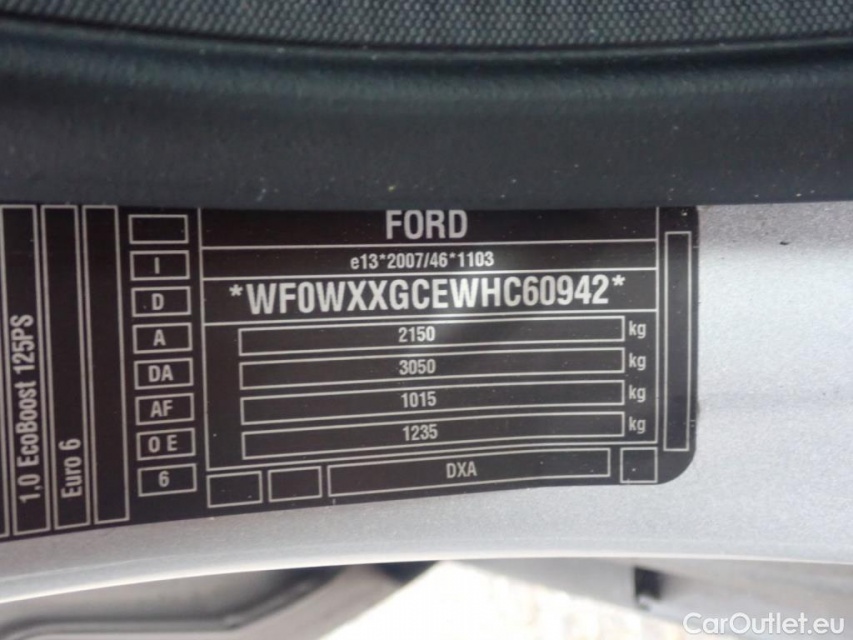 1,0 EcoBoost 125PS
Euro 6
I
D
A
DA
AF
OE
6
FORD
e13*2007/46*1103
*WF0WXXGCEWHC60942*
2150 kg
3050 kg
1015 kg
1235 kg
DXA
CarOutlet.eu